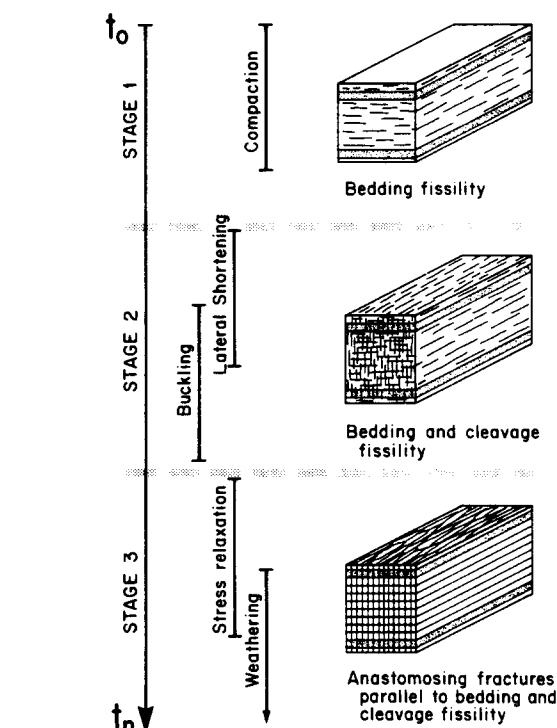 t₀
STAGE 1
Compaction
Bedding fissility
STAGE 2
Buckling
Lateral Shortening
Bedding and cleavage
fissility
STAGE 3
Stress relaxation
Weathering
Anastomosing fractures
parallel to bedding and
cleavage fissility
tₙ